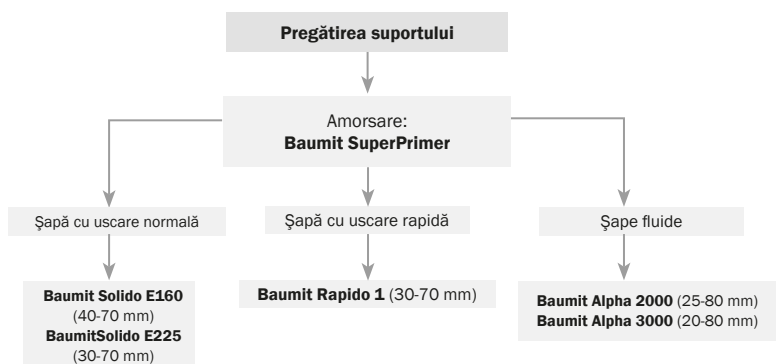 Pregătirea suportului
Amorsare:
Baumit SuperPrimer
Şapă cu uscare normală
Şapă cu uscare rapidă
Şape fluide
Baumit Solido E160
(40-70 mm)
BaumitSolido E225
(30-70 mm)
Baumit Rapido 1 (30-70 mm)
Baumit Alpha 2000 (25-80 mm)
Baumit Alpha 3000 (20-80 mm)